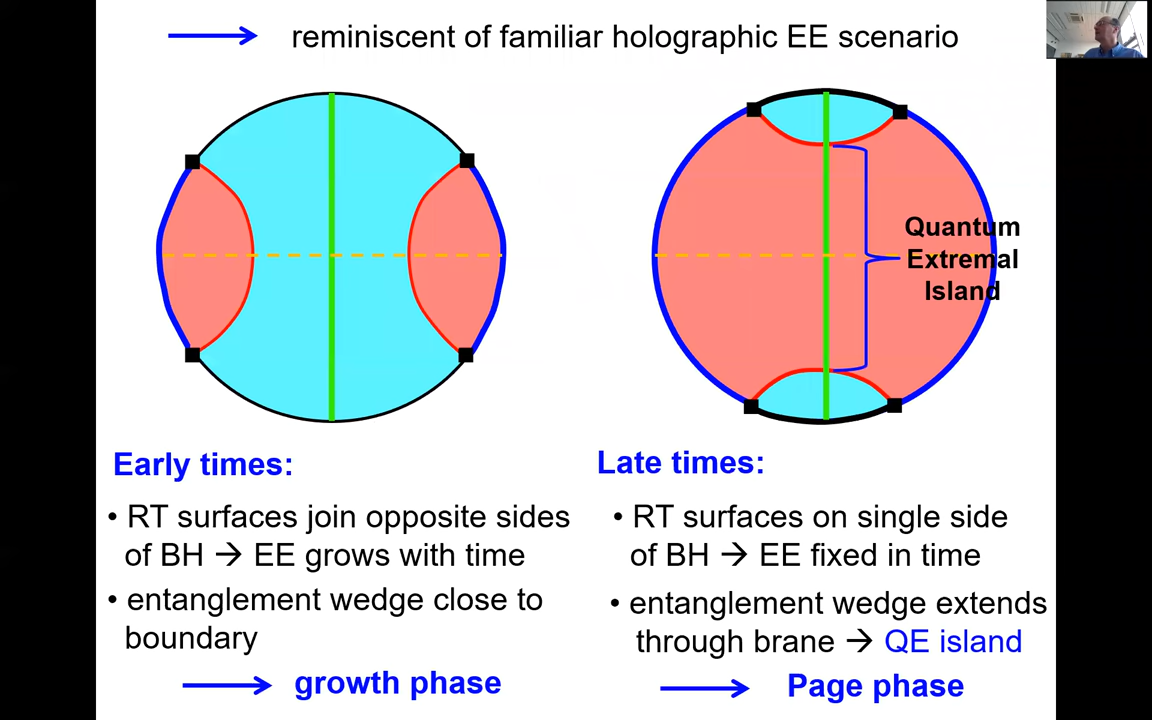 → reminiscent of familiar holographic EE scenario
Quantum
Extremal
Island
Early times:
• RT surfaces join opposite sides
of BH → EE grows with time
• entanglement wedge close to
boundary
→ growth phase
Late times:
• RT surfaces on single side
of BH → EE fixed in time
• entanglement wedge extends
through brane → QE island
→ Page phase